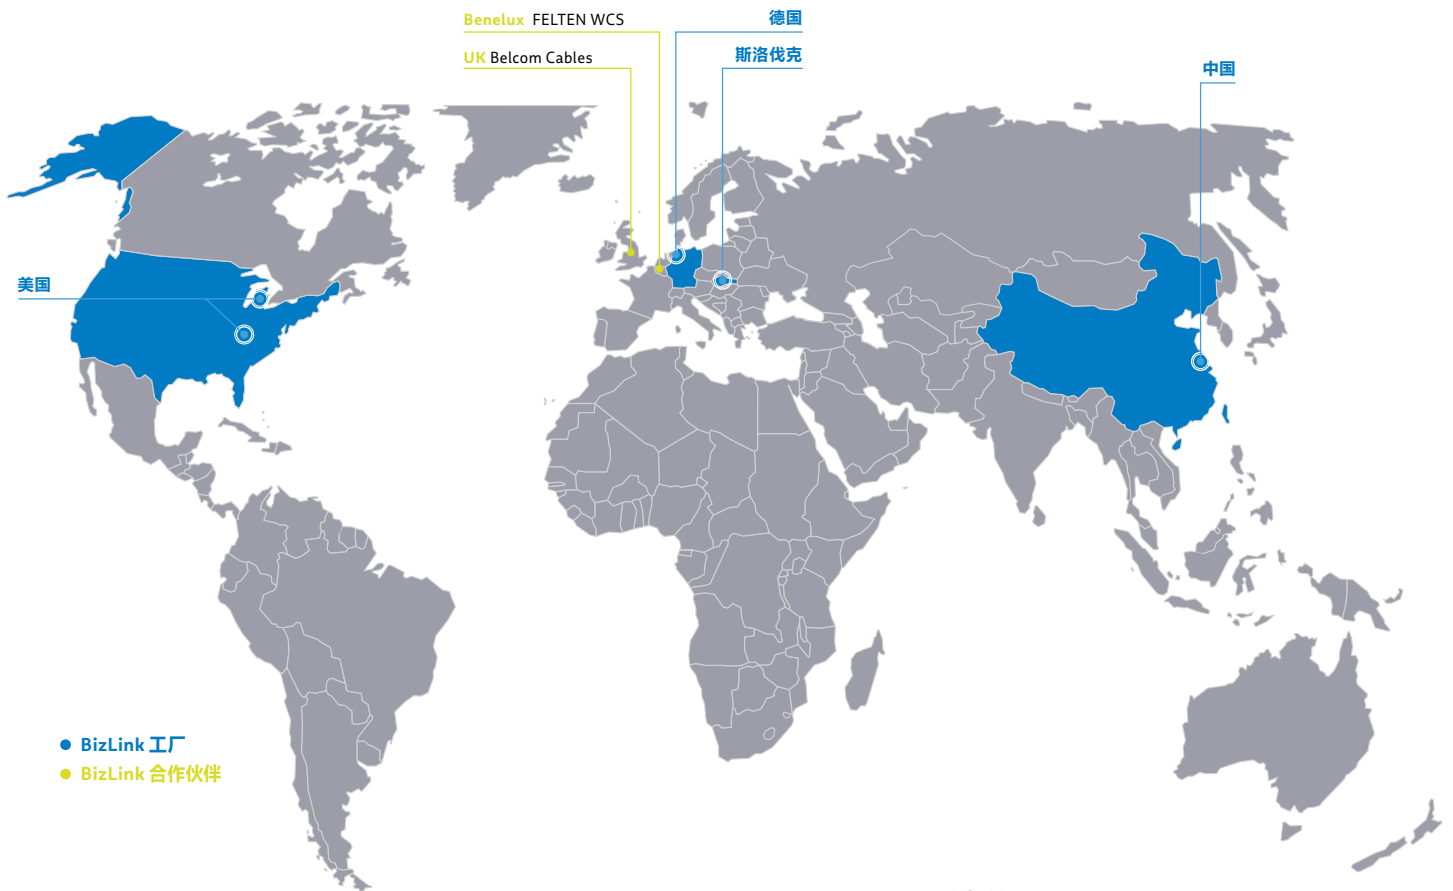 Benelux FELTEN WCS
德国
UK Belcom Cables
斯洛伐克
中国
美国
BizLink 工厂
BizLink 合作伙伴